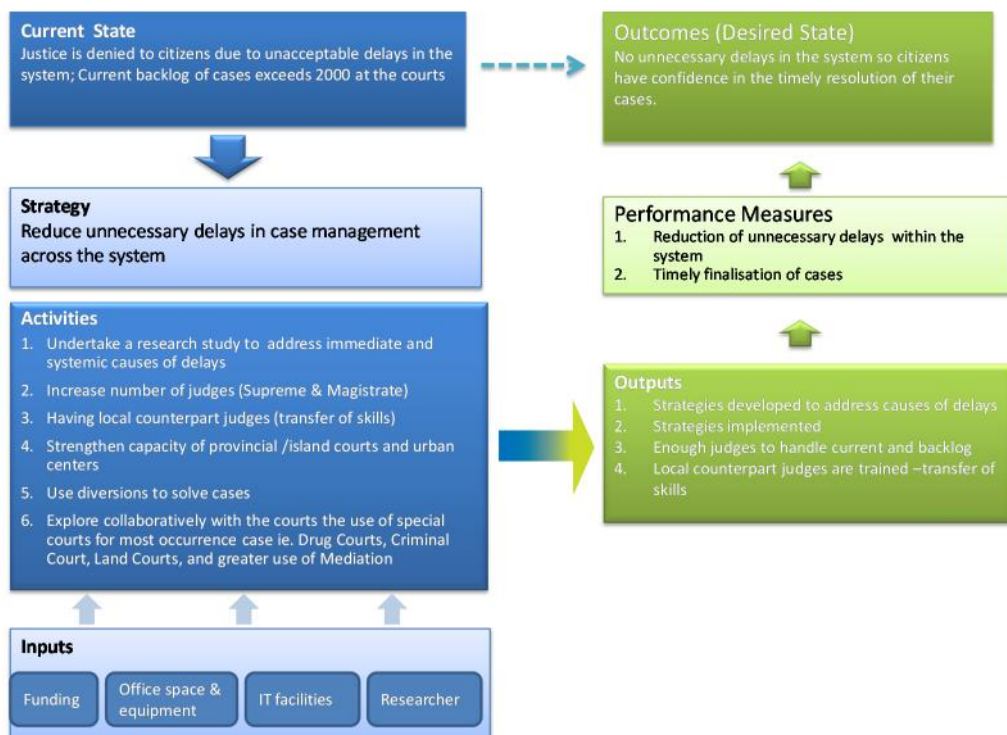 Current State
Justice is denied to citizens due to unacceptable delays in the
system; Current backlog of cases exceeds 2000 at the courts
Outcomes (Desired State)
No unnecessary delays in the system so citizens
have confidence in the timely resolution of their
cases.
Strategy
Reduce unnecessary delays in case management
across the system
Performance Measures
1. Reduction of unnecessary delays within the
system
2. Timely finalisation of cases
Activities
1. Undertake a research study to address immediate and
systemic causes of delays
2. Increase number of judges (Supreme & Magistrate)
3. Having local counterpart judges (transfer of skills)
4. Strengthen capacity of provincial /island courts and urban
centers
5. Use diversions to solve cases
6. Explore collaboratively with the courts the use of special
courts for most occurrence case ie. Drug Courts, Criminal
Court, Land Courts, and greater use of Mediation
Outputs
1. Strategies developed to address causes of delays
2. Strategies implemented
3. Enough judges to handle current and backlog
4. Local counterpart judges are trained –transfer of
skills
Inputs
Funding
Office space &
equipment
IT facilities
Researcher